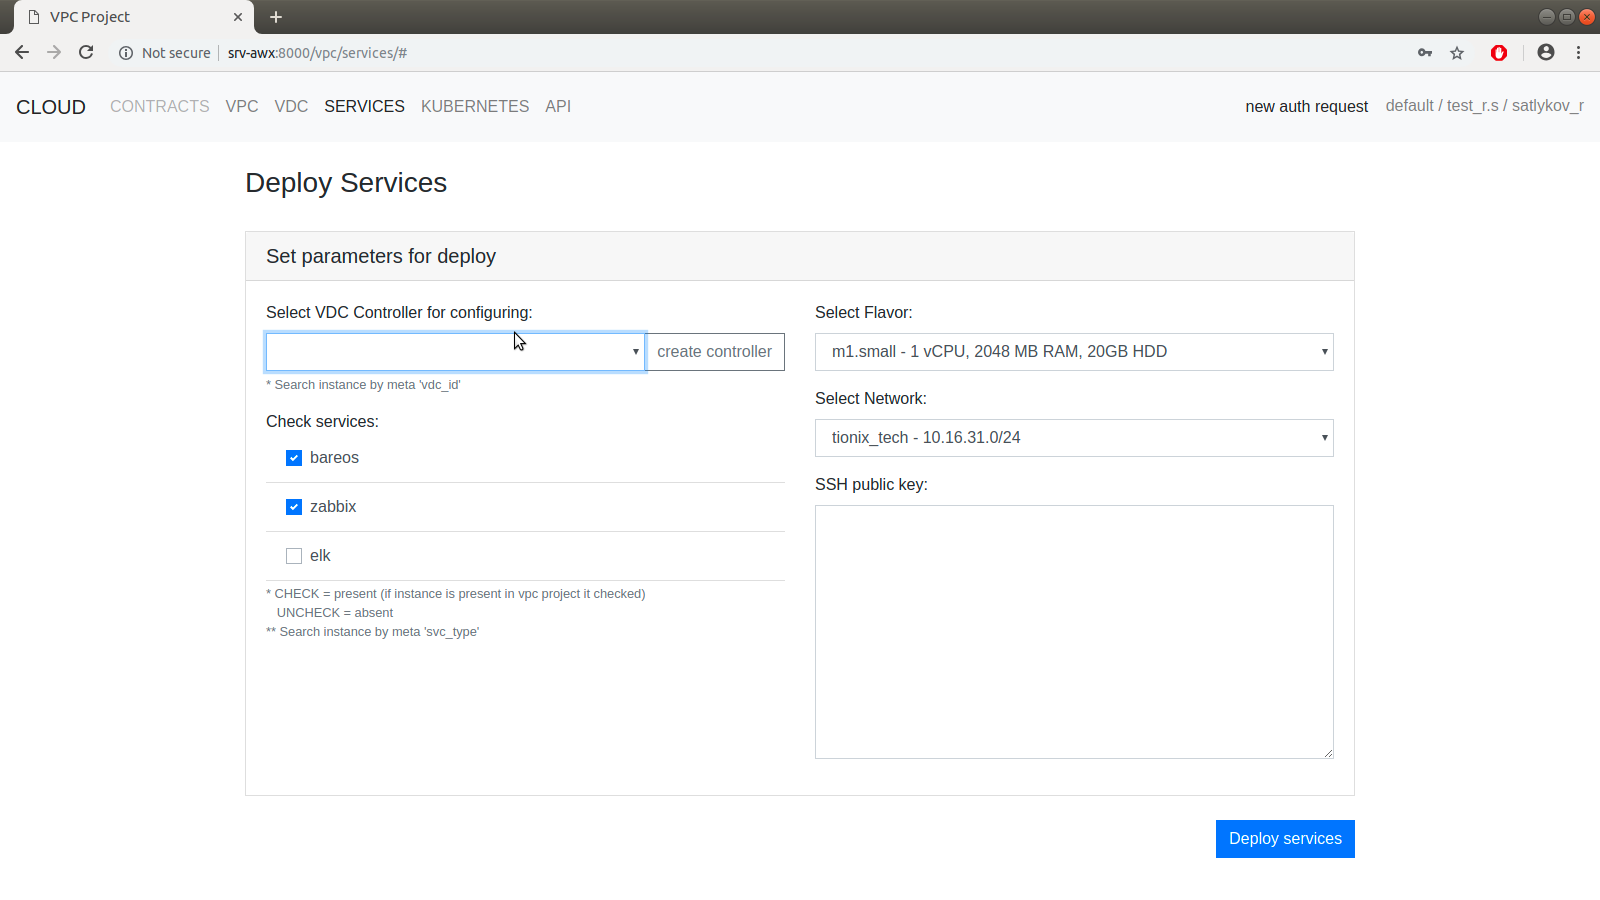 VPC Project
Not secure srv-awx:8000/vpc/services/#
CLOUD CONTRACTS VPC VDC SERVICES KUBERNETES API new auth request default / test_r.s / satlykov_r
Deploy Services
Set parameters for deploy
Select VDC Controller for configuring:
create controller
* Search instance by meta 'vdc_id'
Check services:
bareos
zabbix
elk
* CHECK = present (if instance is present in vpc project it checked)
UNCHECK = absent
** Search instance by meta 'svc_type'
Select Flavor:
m1.small - 1 vCPU, 2048 MB RAM, 20GB HDD
Select Network:
tionix_tech - 10.16.31.0/24
SSH public key:
Deploy services